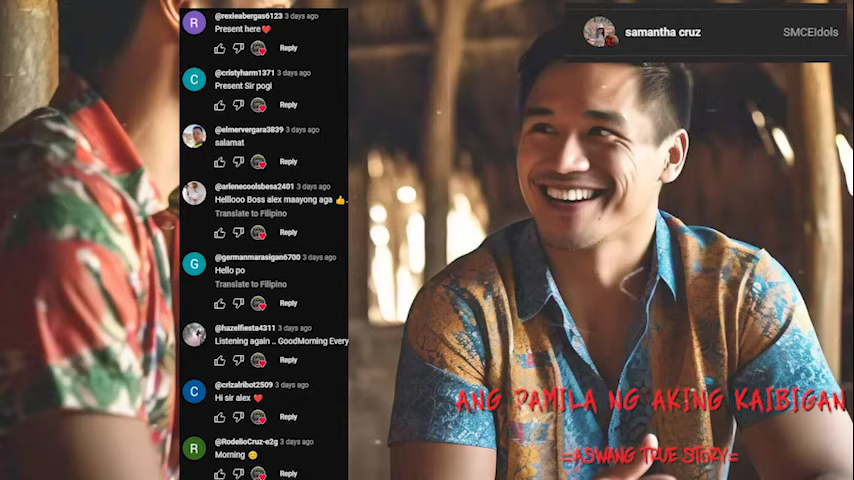 @rexieabergas6123 3 days ago
Present here❤️
Reply
@cristyharm1371 3 days ago
Present Sir pogi
Reply
@elmervergara3839 3 days ago
salamat
Reply
@arlenecoolsbesa2401 3 days ago
Helllooo Boss alex maayong aga 👍.
Translate to Filipino
Reply
@germanmarasigan6700 3 days ago
Hello po
Translate to Filipino
Reply
@hazelfiesta4311 3 days ago
Listening again .. GoodMorning Every
Reply
@crizalribot2509 3 days ago
Hi sir alex ❤️
Reply
@RodelioCruz-e2g 3 days ago
Morning 😊
Reply
samantha cruz
SMCEIdols
ANG PAMILA NG AKING KAIBIGAN
=ASWANG TRUE STORY=